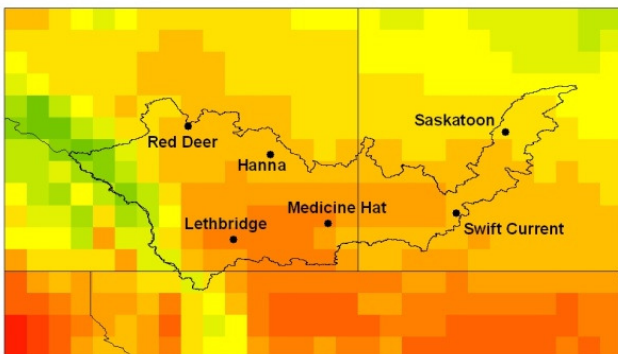 Saskatoon
Red Deer
Hanna
Medicine Hat
Lethbridge
Swift Current